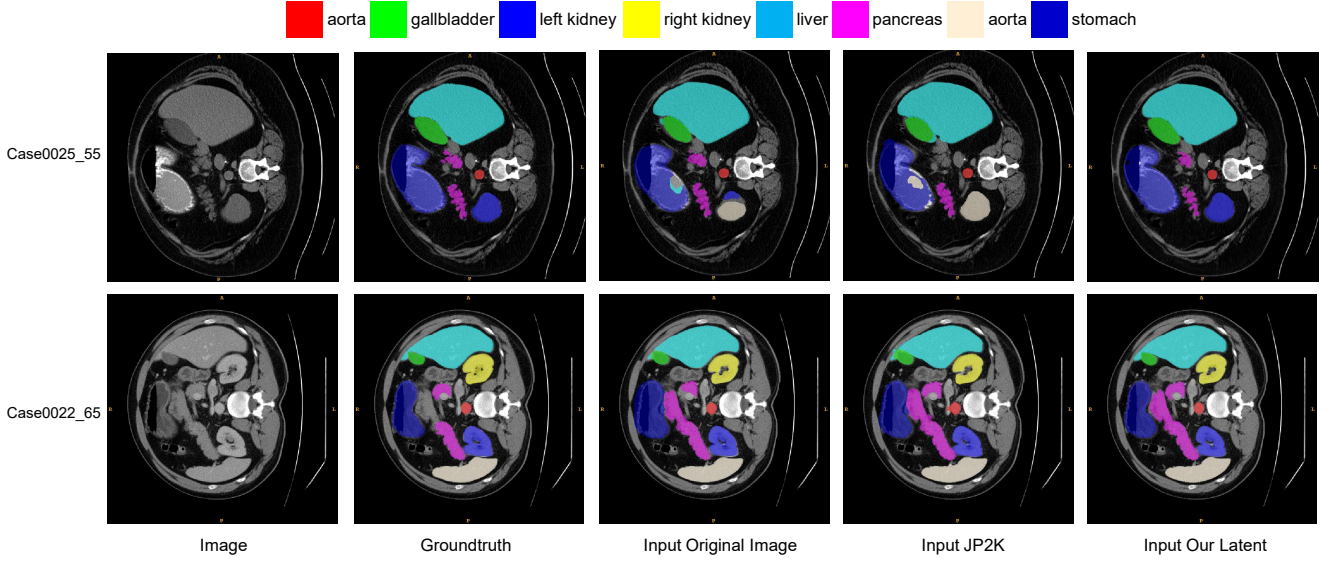 aorta gallbladder left kidney right kidney liver pancreas aorta stomach
Case0025_55
A A A A A
R L R L R L R L R L
P P P P P
Case0022_65
A A A A A
R L R L R L R L R L
P P P P P
Image Groundtruth Input Original Image Input JP2K Input Our Latent